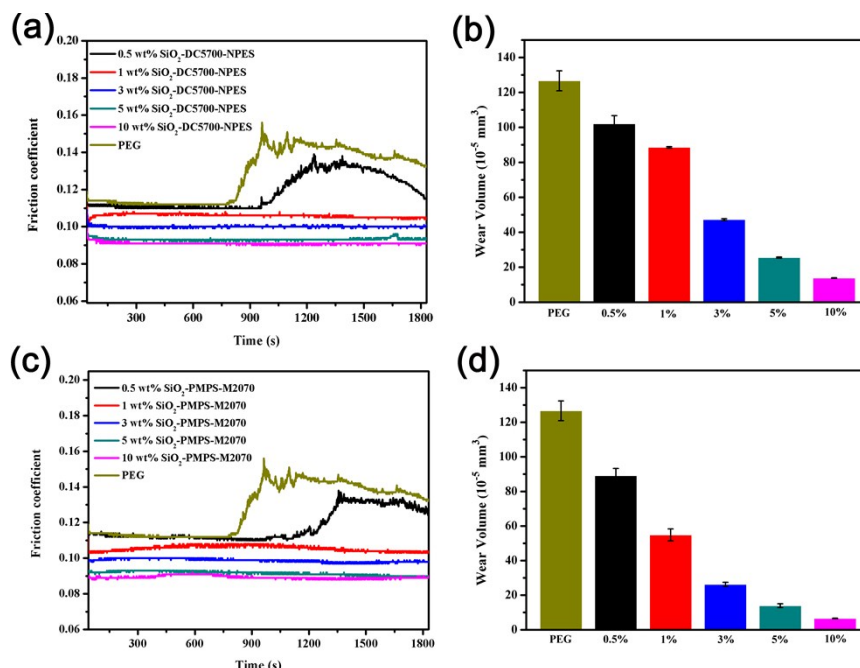 (a)
0.20
0.18
0.16
0.14
0.12
0.10
0.08
0.06
Friction coefficient
0.5 wt% SiO₂-DC5700-NPES
1 wt% SiO₂-DC5700-NPES
3 wt% SiO₂-DC5700-NPES
5 wt% SiO₂-DC5700-NPES
10 wt% SiO₂-DC5700-NPES
PEG
300 600 900 1200 1500 1800
Time (s)
(b)
140
120
100
80
60
40
20
0
Wear Volume (10⁻⁵ mm³)
PEG 0.5% 1% 3% 5% 10%
(c)
0.20
0.18
0.16
0.14
0.12
0.10
0.08
0.06
Friction coefficient
0.5 wt% SiO₂-PMPS-M2070
1 wt% SiO₂-PMPS-M2070
3 wt% SiO₂-PMPS-M2070
5 wt% SiO₂-PMPS-M2070
10 wt% SiO₂-PMPS-M2070
PEG
300 600 900 1200 1500 1800
Time (s)
(d)
140
120
100
80
60
40
20
0
Wear Volume (10⁻⁵ mm³)
PEG 0.5% 1% 3% 5% 10%